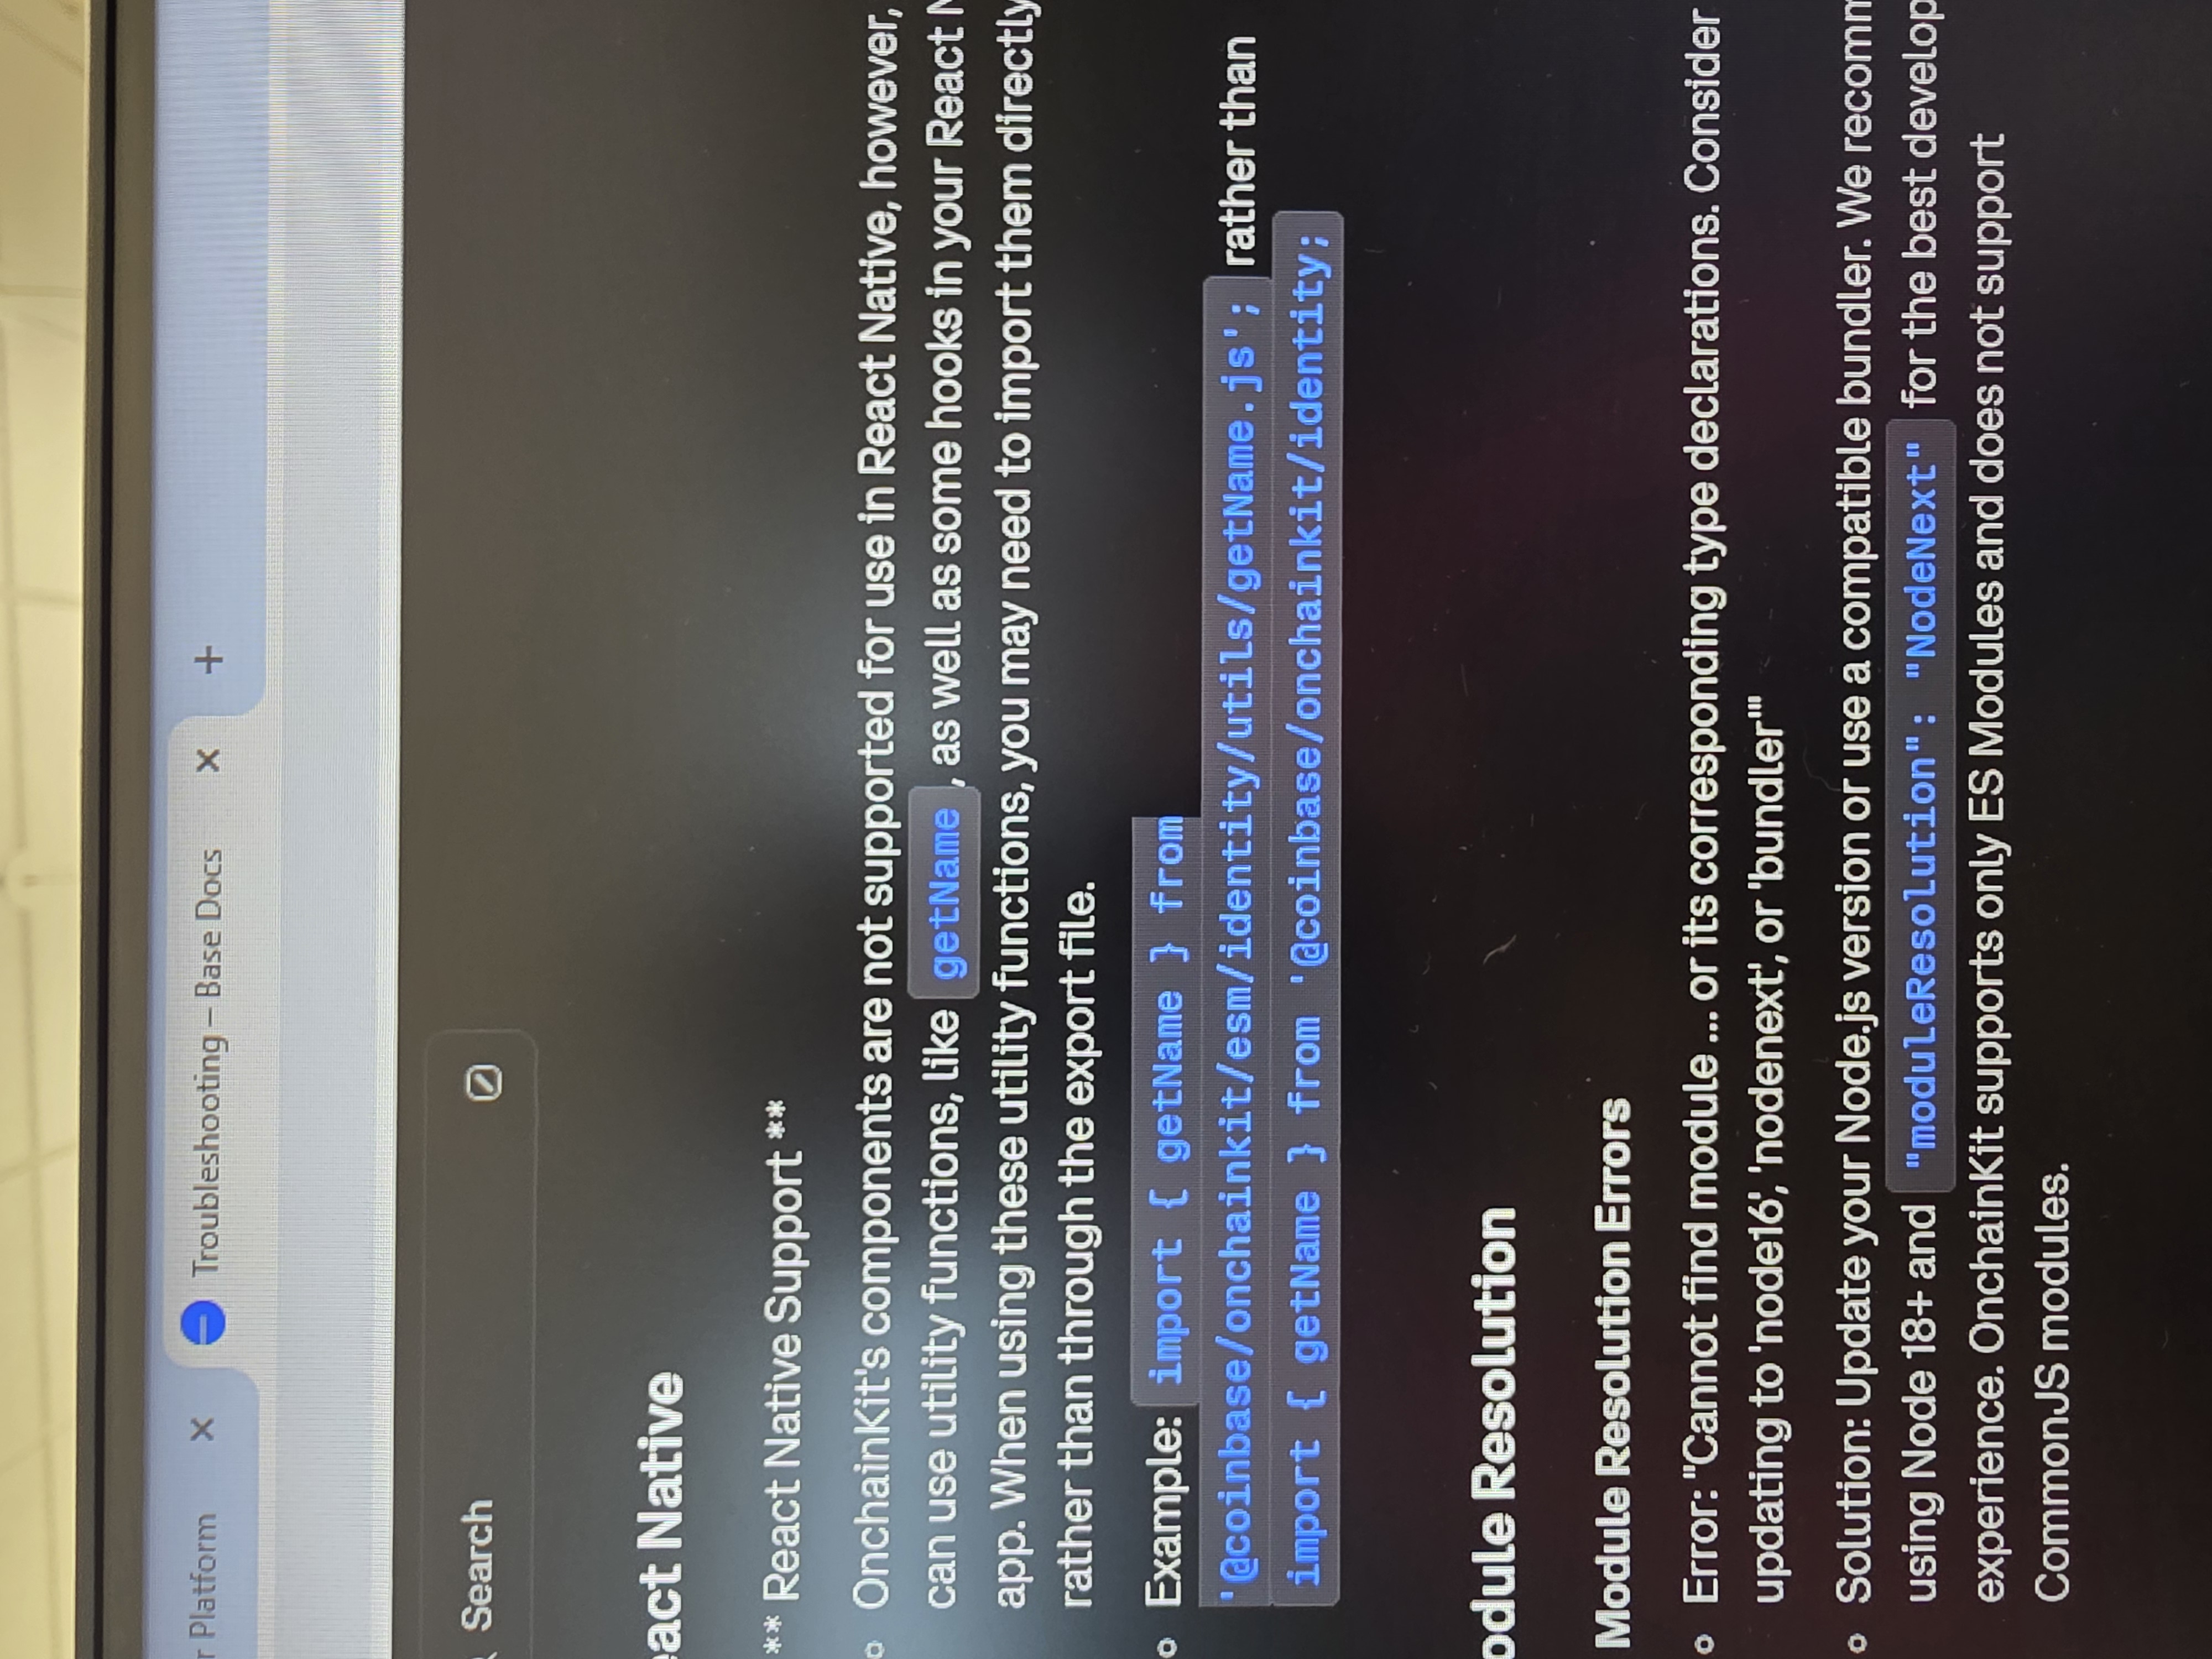 r Platform
Troubleshooting – Base Docs
Search
eact Native
** React Native Support **
OnchainKit's components are not supported for use in React Native, however,
can use utility functions, like getName , as well as some hooks in your React N
app. When using these utility functions, you may need to import them directly
rather than through the export file.
Example: import { getName } from
'@coinbase/onchainkit/esm/identity/utils/getName.js'; rather than
import { getName } from '@coinbase/onchainkit/identity;
odule Resolution
Module Resolution Errors
Error: "Cannot find module ... or its corresponding type declarations. Consider
updating to 'node16', 'nodenext', or 'bundler'"
Solution: Update your Node.js version or use a compatible bundler. We recomm
using Node 18+ and "moduleResolution": "NodeNext" for the best develop
experience. OnchainKit supports only ES Modules and does not support
CommonJS modules.